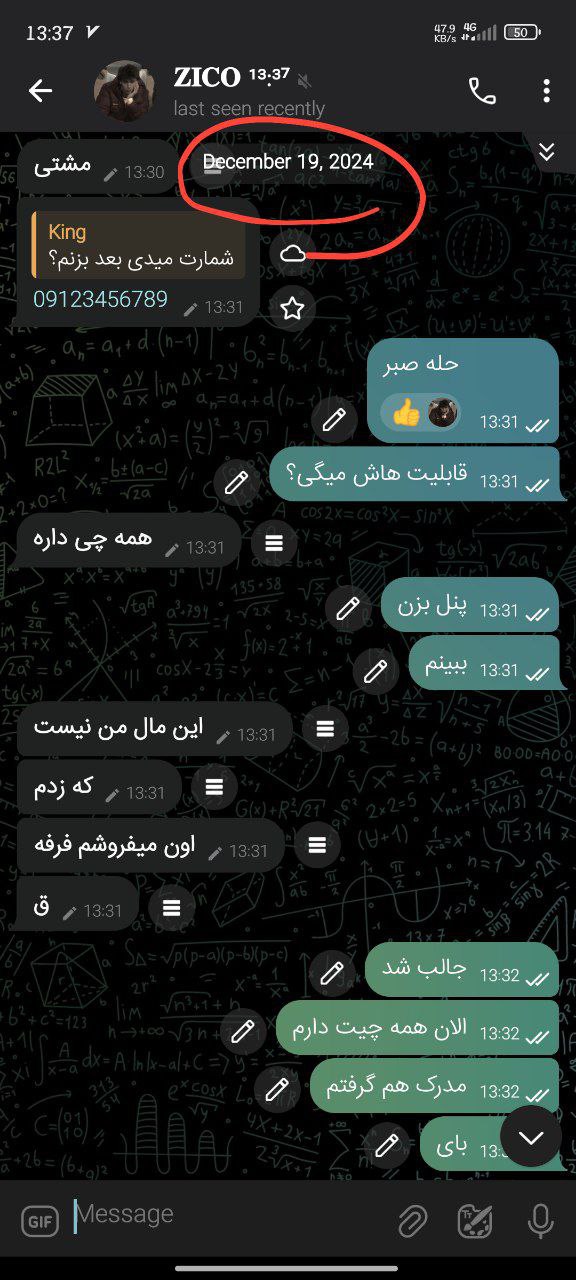 13:37
47.9 KB/s
4G
50
ZICO 13:37
last seen recently
December 19, 2024
مشتی 13:30
King
شمارت میدی بعد بزنم؟
09123456789 13:31
حله صبر
👍 13:31
قابلیت هاش میگی؟ 13:31
همه چی داره 13:31
پنل بزن 13:31
ببینم 13:31
این مال من نیست 13:31
که زدم 13:31
اون میفروشم فرفه 13:31
ق 13:31
جالب شد 13:32
الان همه چیت دارم 13:32
مدرک هم گرفتم 13:32
بای
GIF
Message